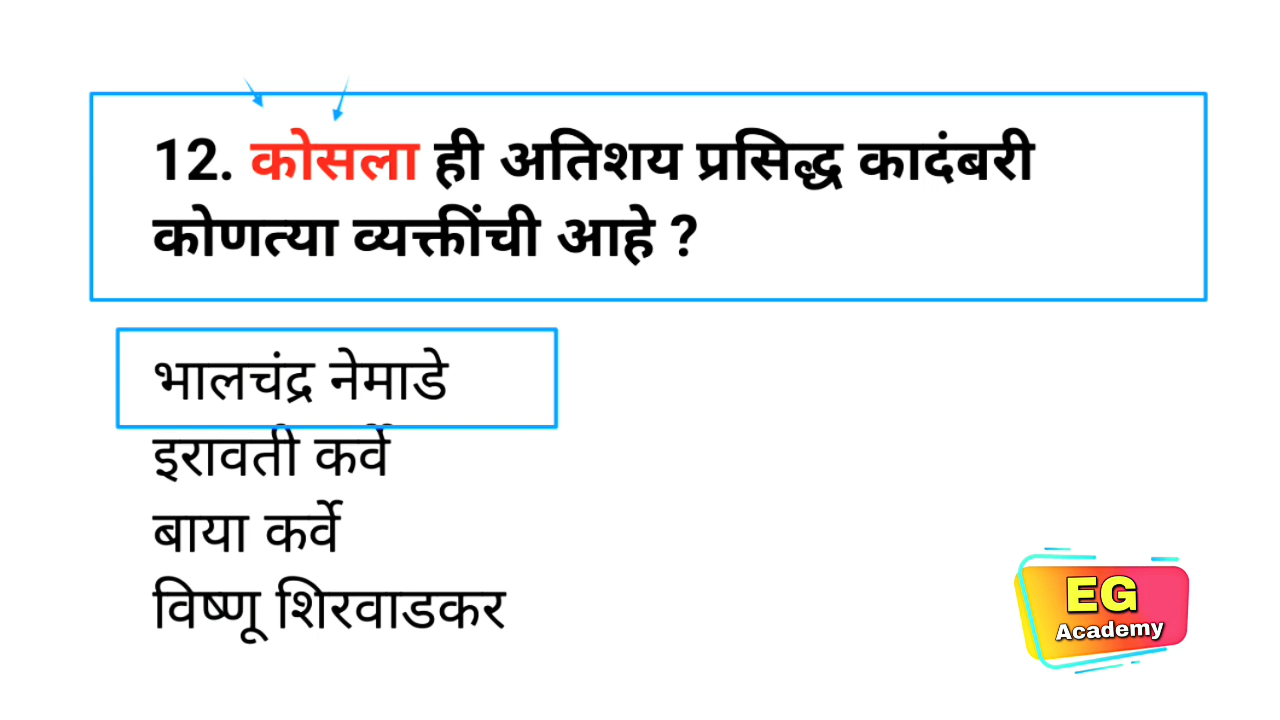 12. कोसला ही अतिशय प्रसिद्ध कादंबरी
कोणत्या व्यक्तींची आहे ?
भालचंद्र नेमाडे
इरावती कर्वे
बाया कर्वे
विष्णू शिरवाडकर
EG
Academy